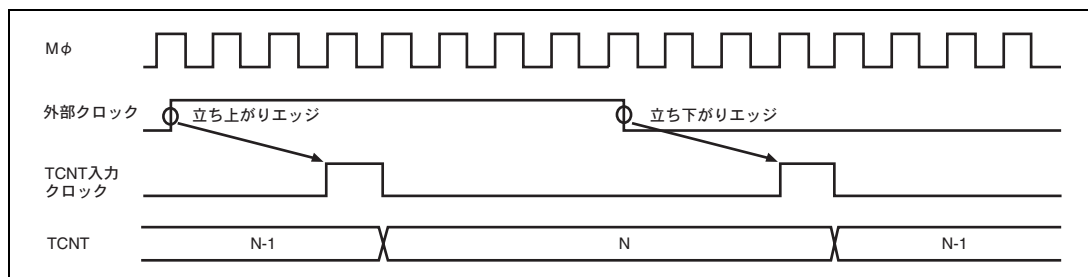 Mφ
外部クロック
立ち上がりエッジ
立ち下がりエッジ
TCNT入力
クロック
TCNT
N-1
N
N-1